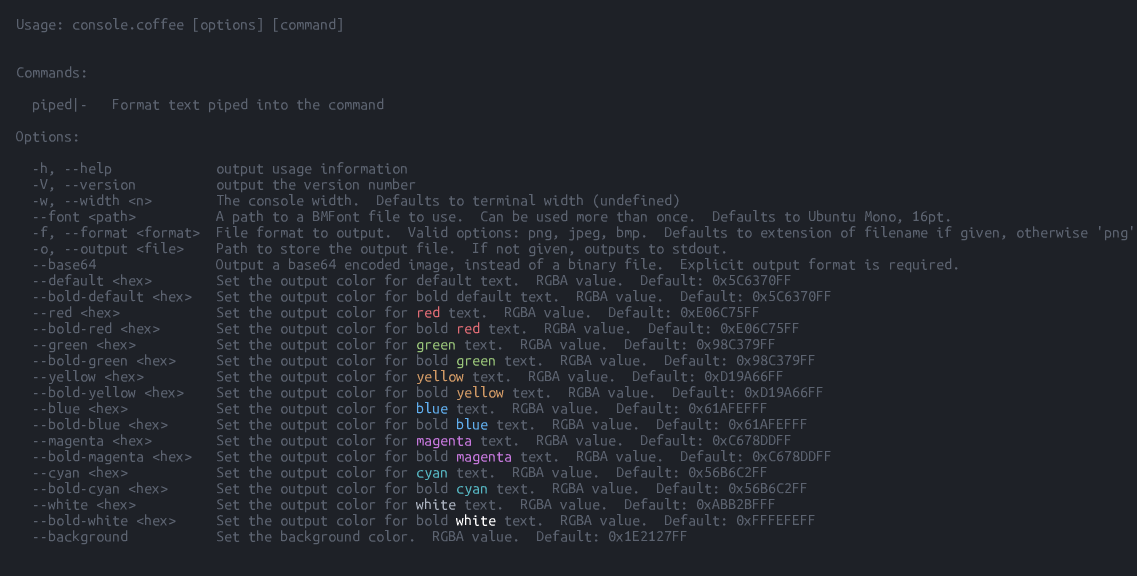 Usage: console.coffee [options] [command]
Commands:
piped|-   Format text piped into the command
Options:
-h, --help             output usage information
-V, --version          output the version number
-w, --width <n>        The console width.  Defaults to terminal width (undefined)
--font <path>          A path to a BMFont file to use.  Can be used more than once.  Defaults to Ubuntu Mono, 16pt.
-f, --format <format>  File format to output.  Valid options: png, jpeg, bmp.  Defaults to extension of filename if given, otherwise 'png'
-o, --output <file>    Path to store the output file.  If not given, outputs to stdout.
--base64               Output a base64 encoded image, instead of a binary file.  Explicit output format is required.
--default <hex>        Set the output color for default text.  RGBA value.  Default: 0x5C6370FF
--bold-default <hex>   Set the output color for bold default text.  RGBA value.  Default: 0x5C6370FF
--red <hex>            Set the output color for red text.  RGBA value.  Default: 0xE06C75FF
--bold-red <hex>       Set the output color for bold red text.  RGBA value.  Default: 0xE06C75FF
--green <hex>          Set the output color for green text.  RGBA value.  Default: 0x98C379FF
--bold-green <hex>     Set the output color for bold green text.  RGBA value.  Default: 0x98C379FF
--yellow <hex>         Set the output color for yellow text.  RGBA value.  Default: 0xD19A66FF
--bold-yellow <hex>    Set the output color for bold yellow text.  RGBA value.  Default: 0xD19A66FF
--blue <hex>           Set the output color for blue text.  RGBA value.  Default: 0x61AFEFFF
--bold-blue <hex>      Set the output color for bold blue text.  RGBA value.  Default: 0x61AFEFFF
--magenta <hex>        Set the output color for magenta text.  RGBA value.  Default: 0xC678DDFF
--bold-magenta <hex>   Set the output color for bold magenta text.  RGBA value.  Default: 0xC678DDFF
--cyan <hex>           Set the output color for cyan text.  RGBA value.  Default: 0x56B6C2FF
--bold-cyan <hex>      Set the output color for bold cyan text.  RGBA value.  Default: 0x56B6C2FF
--white <hex>          Set the output color for white text.  RGBA value.  Default: 0xABB2BFFF
--bold-white <hex>     Set the output color for bold white text.  RGBA value.  Default: 0xFFFEFEFF
--background           Set the background color.  RGBA value.  Default: 0x1E2127FF